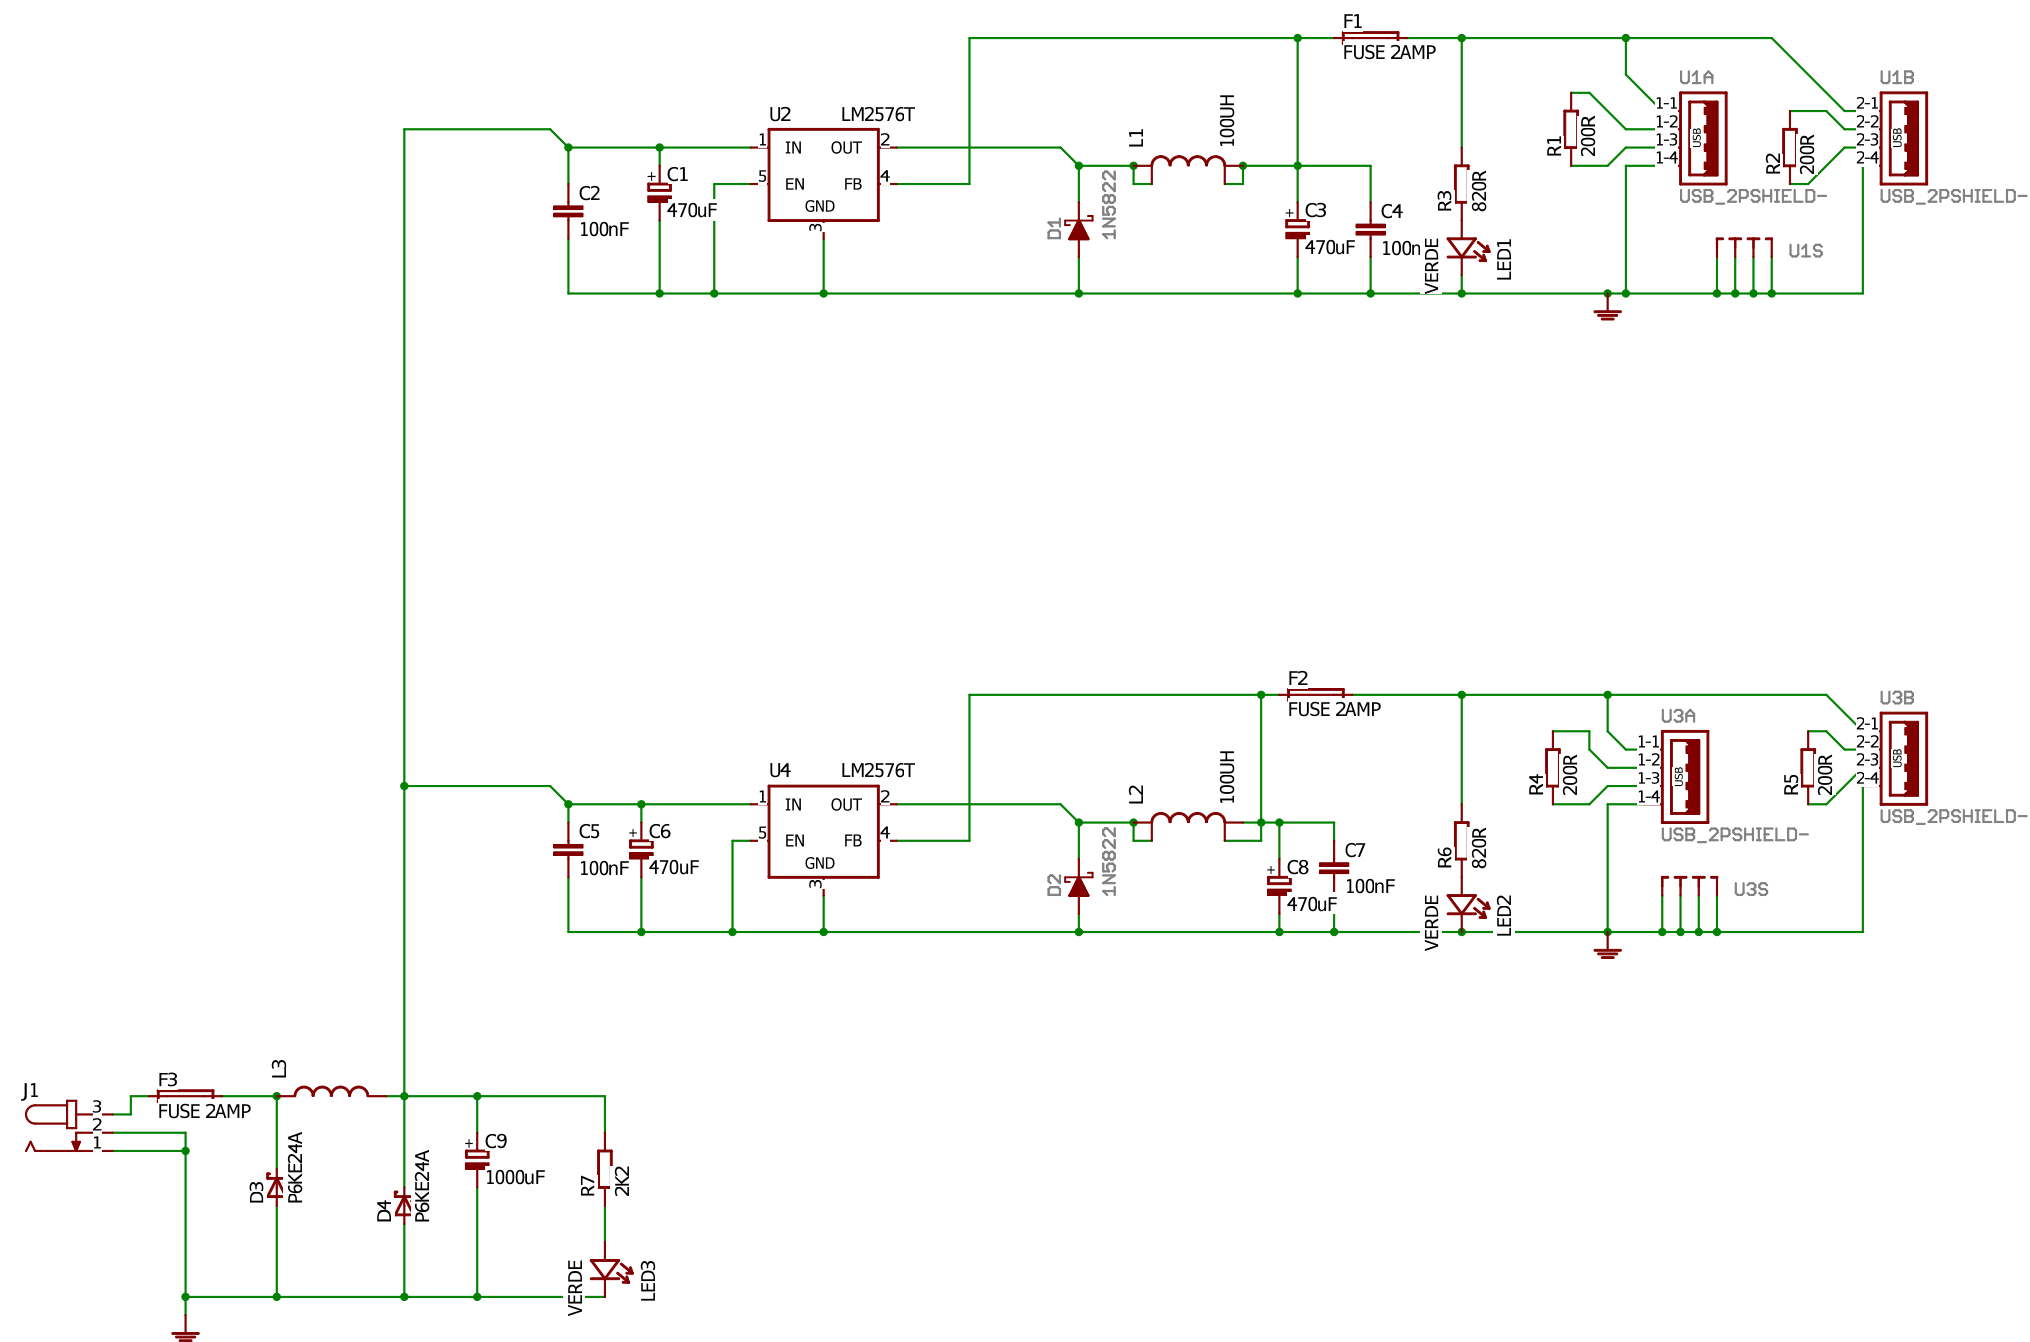 F1
FUSE 2AMP
U2 LM2576T
1 IN OUT 2
5 EN FB 4
GND
3
C2
100nF
C1
470uF
D1
1N5822
L1
100UH
C3
470uF
C4
100n
R3
820R
VERDE
LED1
R1
200R
U1A
1-1
1-2
1-3
1-4
USB
USB_2PSHIELD-
R2
200R
U1B
2-1
2-2
2-3
2-4
USB
USB_2PSHIELD-
U1S
F2
FUSE 2AMP
U4 LM2576T
1 IN OUT 2
5 EN FB 4
GND
3
C5
100nF
C6
470uF
D2
1N5822
L2
100UH
C8
470uF
C7
100nF
R6
820R
VERDE
LED2
R4
200R
U3A
1-1
1-2
1-3
1-4
USB
USB_2PSHIELD-
R5
200R
U3B
2-1
2-2
2-3
2-4
USB
USB_2PSHIELD-
U3S
J1
3
2
1
F3
FUSE 2AMP
L3
D3
P6KE24A
D4
P6KE24A
C9
1000uF
R7
2K2
VERDE
LED3